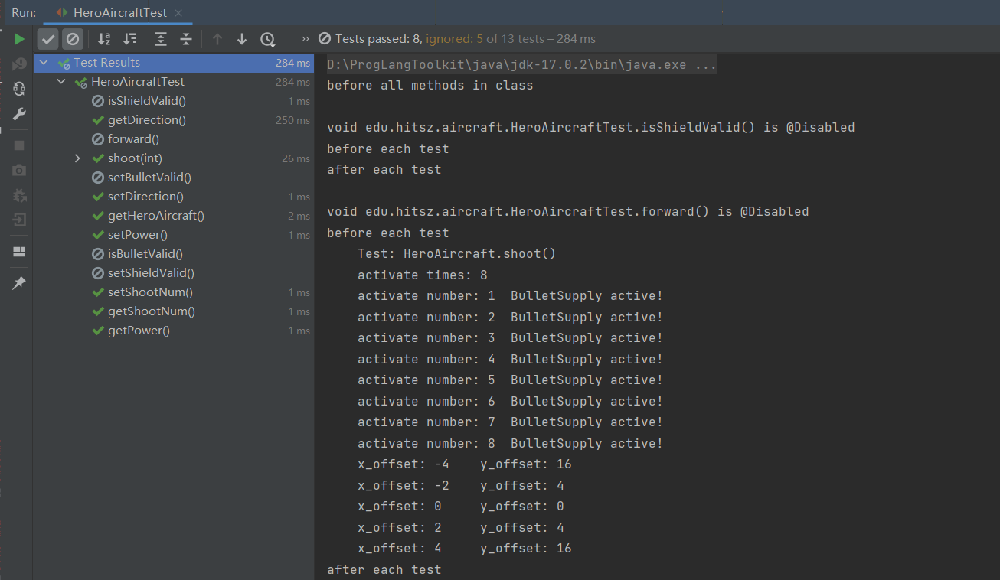 Run: HeroAircraftTest
Tests passed: 8, ignored: 5 of 13 tests – 284 ms
Test Results 284 ms
HeroAircraftTest 284 ms
isShieldValid() 1 ms
getDirection() 250 ms
forward()
shoot(int) 26 ms
setBulletValid()
setDirection() 1 ms
getHeroAircraft() 2 ms
setPower() 1 ms
isBulletValid()
setShieldValid()
setShootNum() 1 ms
getShootNum() 1 ms
getPower() 1 ms
D:\ProgLangToolkit\java\jdk-17.0.2\bin\java.exe ...
before all methods in class
void edu.hitsz.aircraft.HeroAircraftTest.isShieldValid() is @Disabled
before each test
after each test
void edu.hitsz.aircraft.HeroAircraftTest.forward() is @Disabled
before each test
Test: HeroAircraft.shoot()
activate times: 8
activate number: 1 BulletSupply active!
activate number: 2 BulletSupply active!
activate number: 3 BulletSupply active!
activate number: 4 BulletSupply active!
activate number: 5 BulletSupply active!
activate number: 6 BulletSupply active!
activate number: 7 BulletSupply active!
activate number: 8 BulletSupply active!
x_offset: -4 y_offset: 16
x_offset: -2 y_offset: 4
x_offset: 0 y_offset: 0
x_offset: 2 y_offset: 4
x_offset: 4 y_offset: 16
after each test